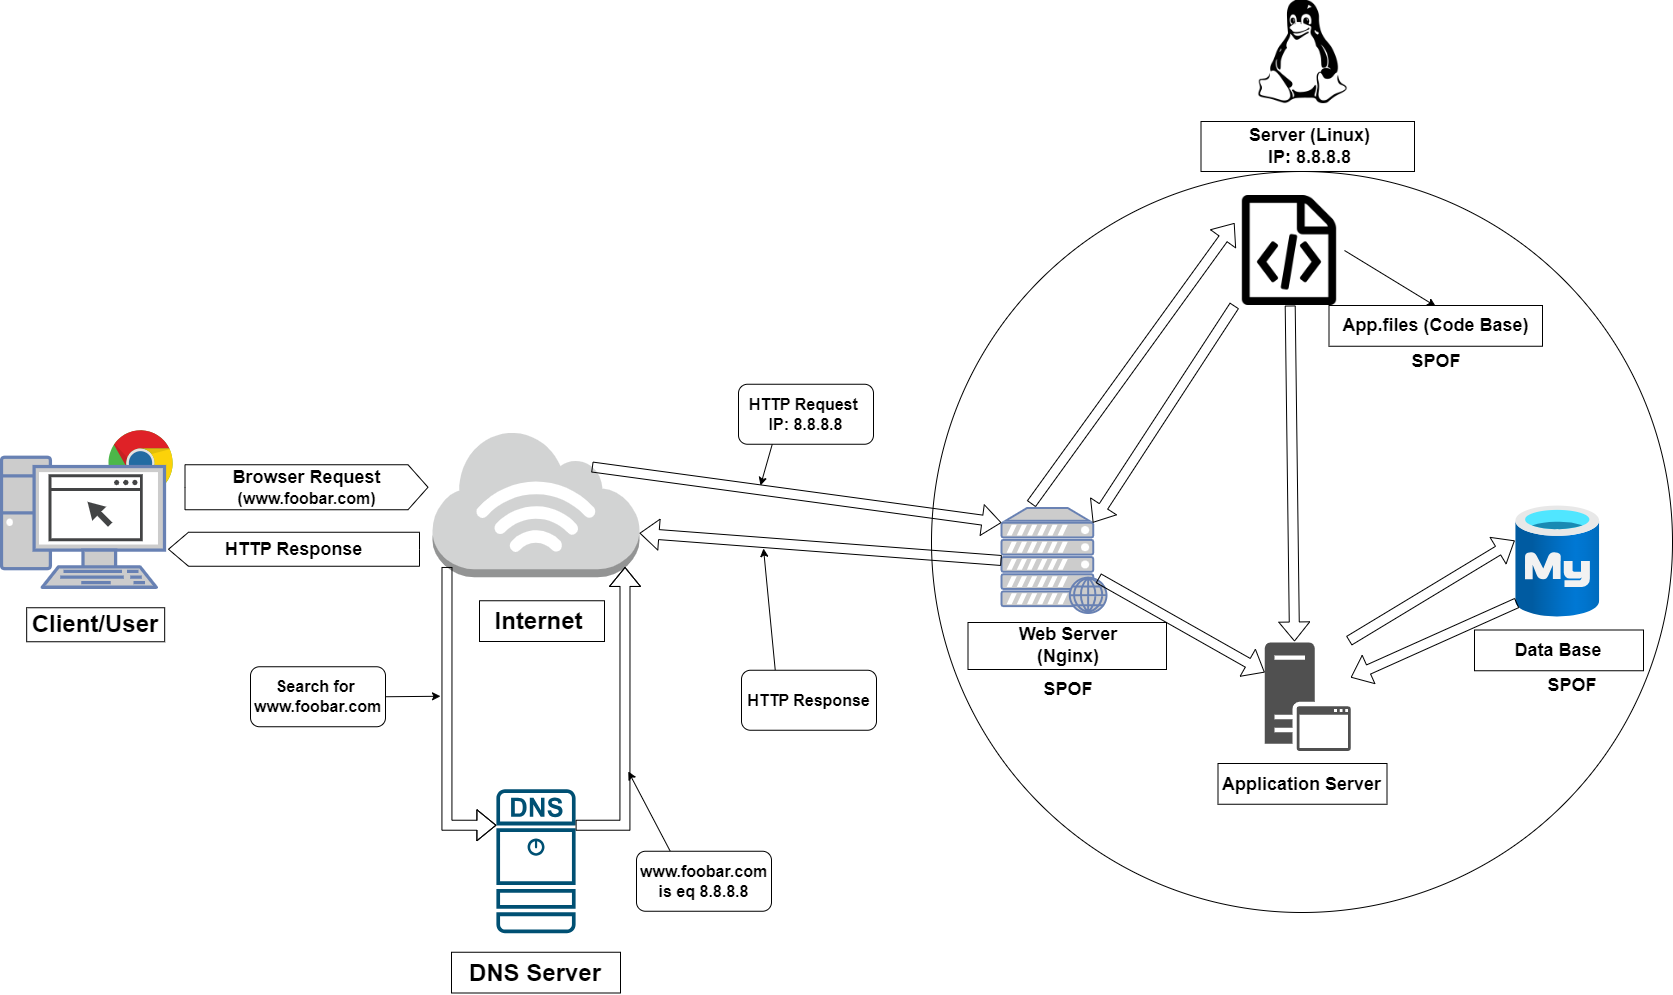 Server (Linux)
IP: 8.8.8.8
</>
App.files (Code Base)
SPOF
HTTP Request
IP: 8.8.8.8
Browser Request
(www.foobar.com)
HTTP Response
Client/User
Internet
Search for
www.foobar.com
HTTP Response
Web Server
(Nginx)
SPOF
My
Data Base
SPOF
Application Server
DNS
www.foobar.com
is eq 8.8.8.8
DNS Server